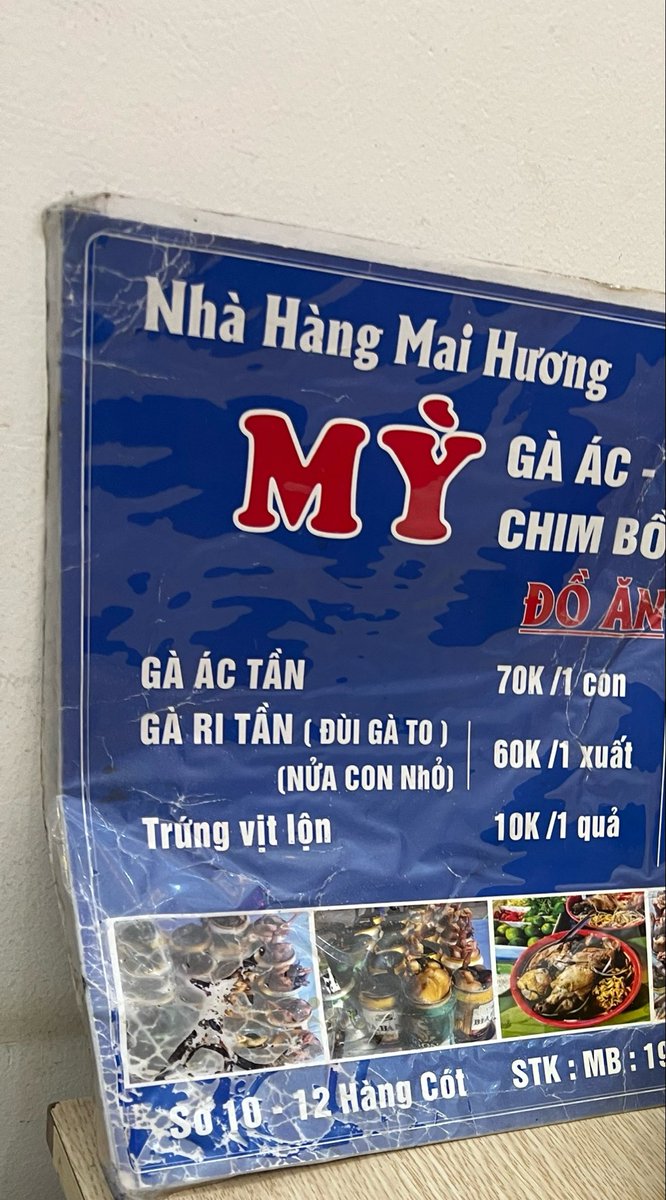 Nhà Hàng Mai Hương
MỲ
GÀ ÁC -
CHIM BỒ
ĐỒ ĂN
GÀ ÁC TẦN 70K /1 con
GÀ RI TẦN ( ĐÙI GÀ TO )
(NỬA CON NhỎ) 60K /1 xuất
Trứng vịt lộn 10K /1 quả
Số 10 - 12 Hàng Cót STK : MB : 19